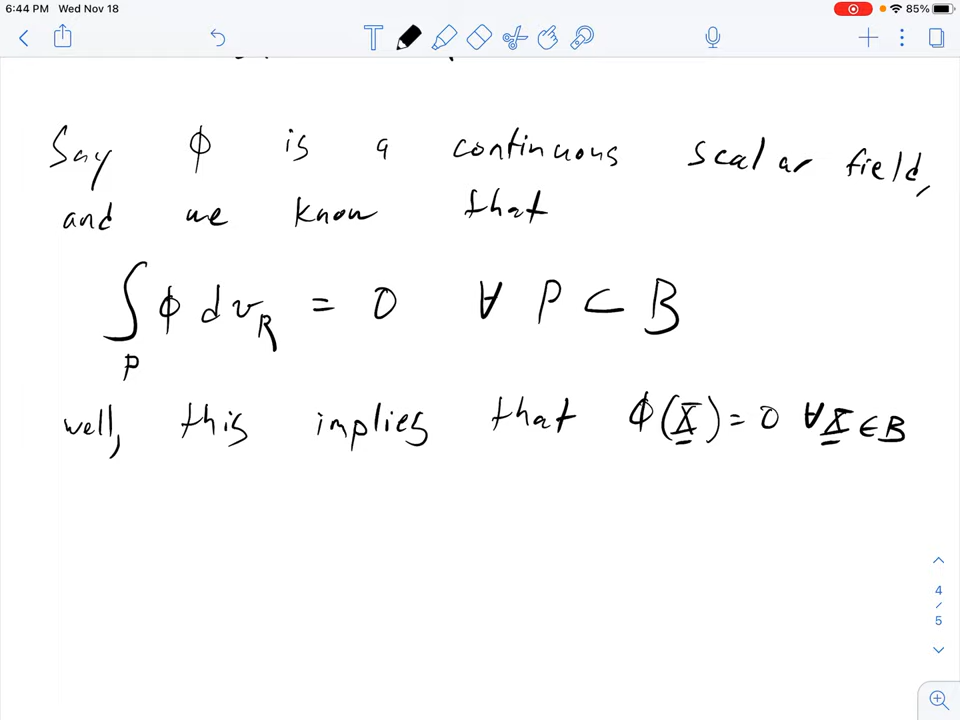 6:44 PM Wed Nov 18 85%
T
Say ϕ is a continuous scalar field,
and we know that
∫_P ϕ dv_R = 0 ∀ P ⊂ B
well, this implies that ϕ(X) = 0 ∀ X ∈ B
4
/
5